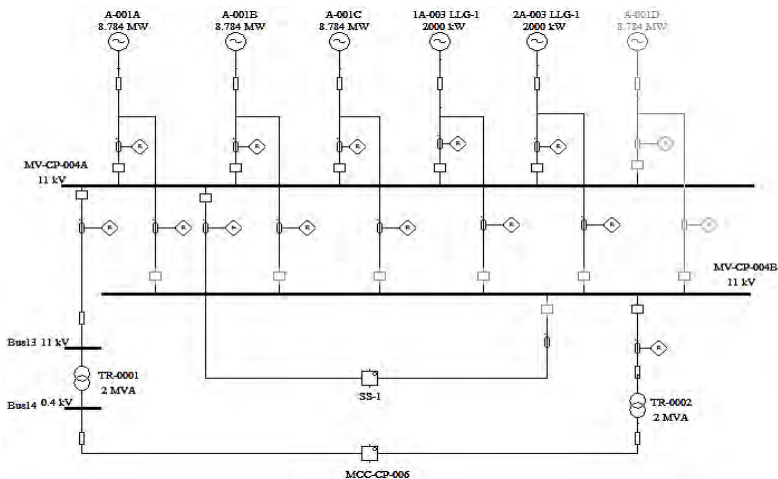 A-001A
8.784 MW
A-001B
8.784 MW
A-001C
8.784 MW
1A-003 LLG-1
2000 kW
2A-003 LLG-1
2000 kW
A-001D
8.784 MW
R
R
R
R
R
MV-CP-004A
11 kV
R
R
R
R
R
R
MV-CP-004B
11 kV
R
Bus13 11 kV
TR-0001
2 MVA
Bus14 0.4 kV
SS-1
TR-0002
2 MVA
MCC-CP-006